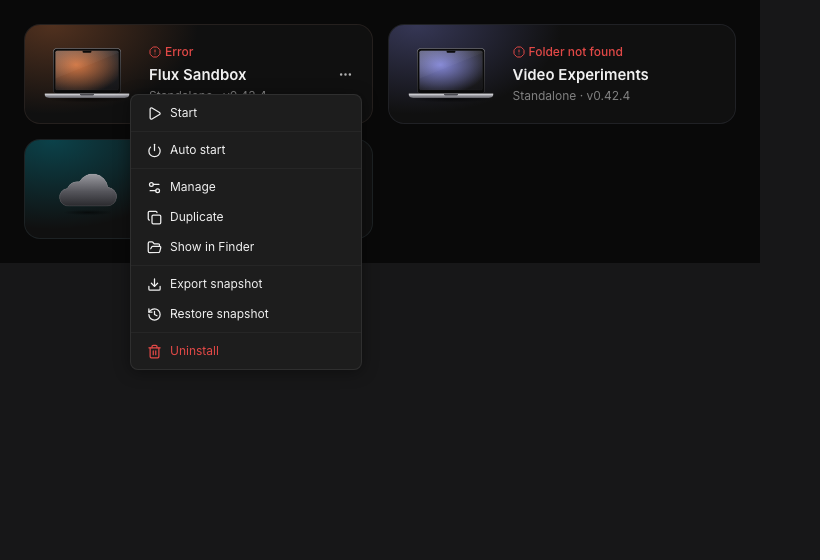 Error
Flux Sandbox
Folder not found
Video Experiments
Standalone · v0.42.4
Start
Auto start
Manage
Duplicate
Show in Finder
Export snapshot
Restore snapshot
Uninstall